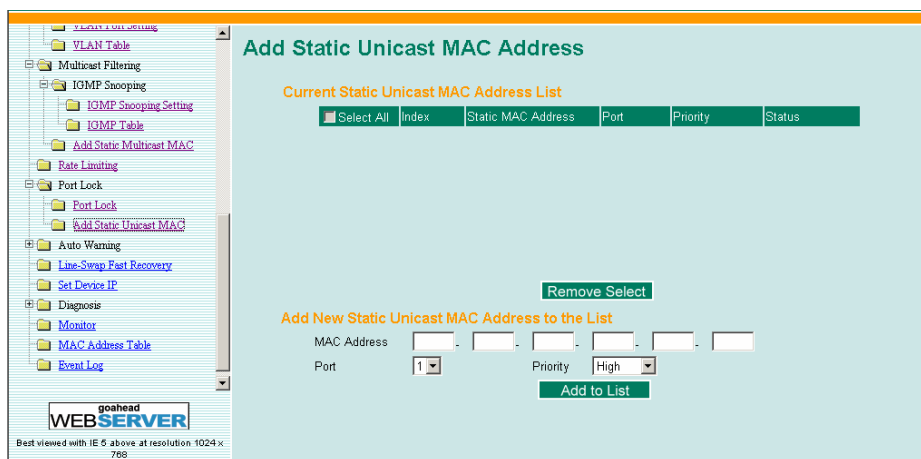 VLAN Port Setting
VLAN Table
Multicast Filtering
IGMP Snooping
IGMP Snooping Setting
IGMP Table
Add Static Multicast MAC
Rate Limiting
Port Lock
Port Lock
Add Static Unicast MAC
Auto Warning
Line-Swap Fast Recovery
Set Device IP
Diagnosis
Monitor
MAC Address Table
Event Log
goahead
WEBSERVER
Best viewed with IE 5 above at resolution 1024 x
768
Add Static Unicast MAC Address
Current Static Unicast MAC Address List
Select All Index Static MAC Address Port Priority Status
Remove Select
Add New Static Unicast MAC Address to the List
MAC Address - - - - -
Port 1 Priority High
Add to List